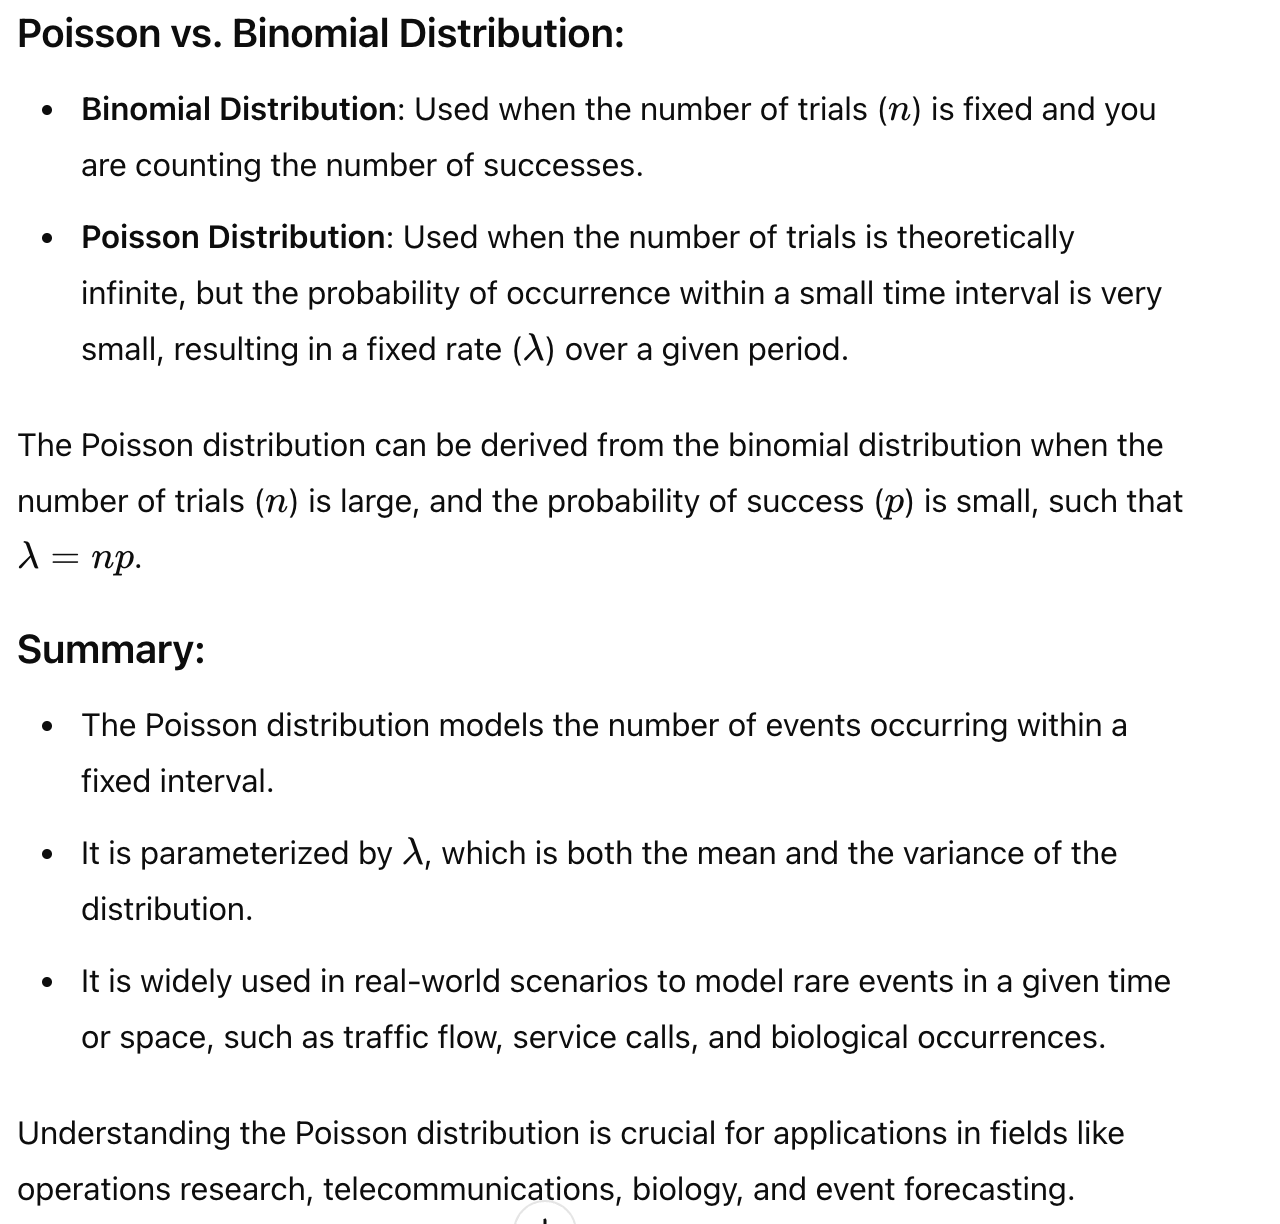 Poisson vs. Binomial Distribution:
• Binomial Distribution: Used when the number of trials (n) is fixed and you
are counting the number of successes.
• Poisson Distribution: Used when the number of trials is theoretically
infinite, but the probability of occurrence within a small time interval is very
small, resulting in a fixed rate (λ) over a given period.
The Poisson distribution can be derived from the binomial distribution when the
number of trials (n) is large, and the probability of success (p) is small, such that
λ = np.
Summary:
• The Poisson distribution models the number of events occurring within a
fixed interval.
• It is parameterized by λ, which is both the mean and the variance of the
distribution.
• It is widely used in real-world scenarios to model rare events in a given time
or space, such as traffic flow, service calls, and biological occurrences.
Understanding the Poisson distribution is crucial for applications in fields like
operations research, telecommunications, biology, and event forecasting.